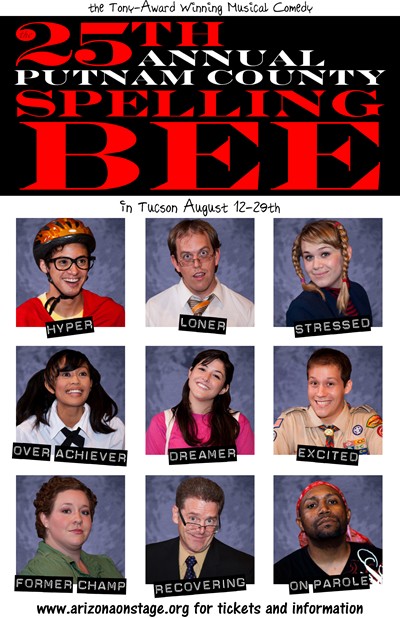 the Tony-Award Winning Musical Comedy
25TH
ANNUAL
PUTNAM COUNTY
SPELLING
BEE
in Tucson August 12-29th
HYPER
LONER
STRESSED
OVER ACHIEVER
DREAMER
EXCITED
FORMER CHAMP
RECOVERING
ON PAROLE
www.arizonaonstage.org for tickets and information